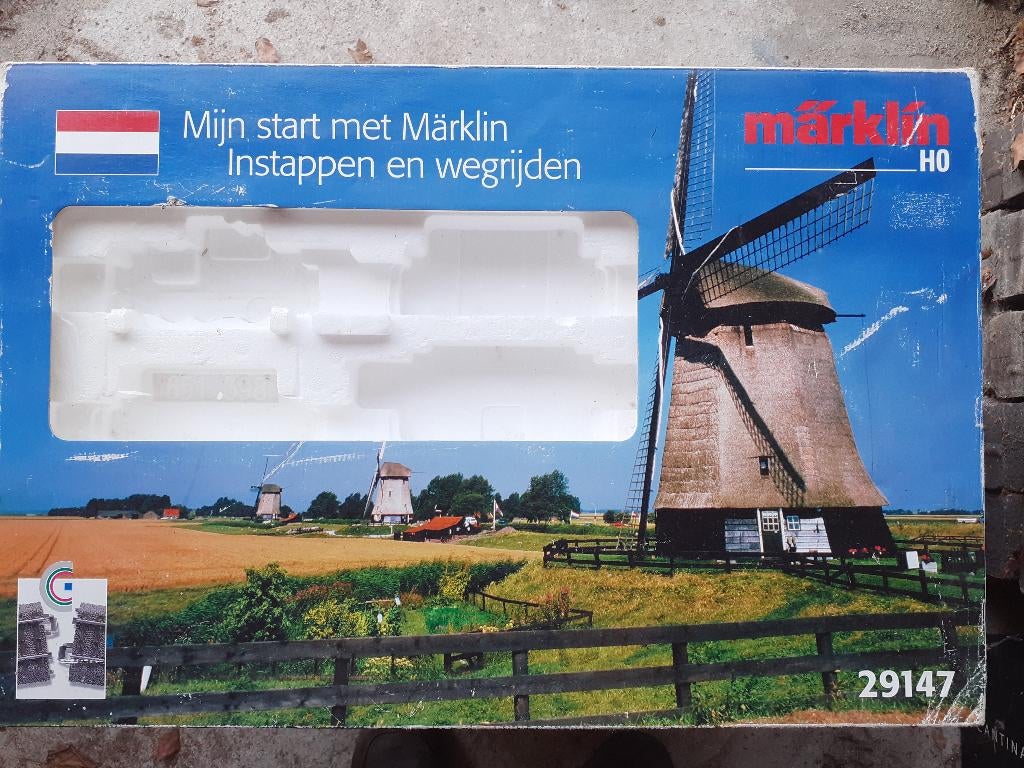 Mijn start met Märklin
Instappen en wegrijden
märklin
H0
29147